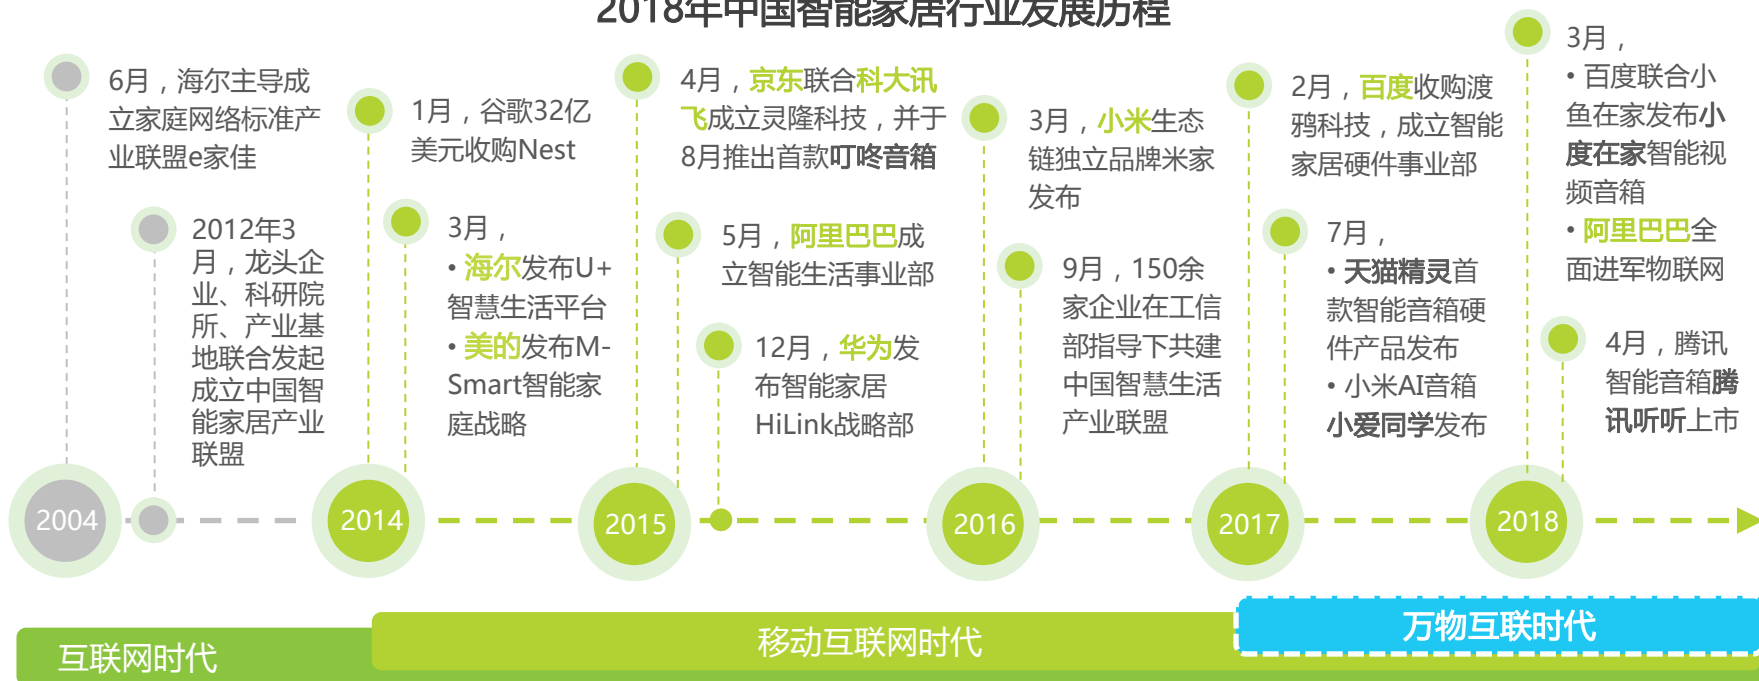 2018年中国智能家居行业发展历程
6月，海尔主导成
立家庭网络标准产
业联盟e家佳
2012年3
月，龙头企
业、科研院
所、产业基
地联合发起
成立中国智
能家居产业
联盟
1月，谷歌32亿
美元收购Nest
3月，
• 海尔发布U+
智慧生活平台
• 美的发布M-
Smart智能家
庭战略
4月，京东联合科大讯
飞成立灵隆科技，并于
8月推出首款叮咚音箱
5月，阿里巴巴成
立智能生活事业部
12月，华为发
布智能家居
HiLink战略部
3月，小米生态
链独立品牌米家
发布
9月，150余
家企业在工信
部指导下共建
中国智慧生活
产业联盟
2月，百度收购渡
鸦科技，成立智能
家居硬件事业部
7月，
• 天猫精灵首
款智能音箱硬
件产品发布
• 小米AI音箱
小爱同学发布
3月，
• 百度联合小
鱼在家发布小
度在家智能视
频音箱
• 阿里巴巴全
面进军物联网
4月，腾讯
智能音箱腾
讯听听上市
2004
2014
2015
2016
2017
2018
互联网时代
移动互联网时代
万物互联时代